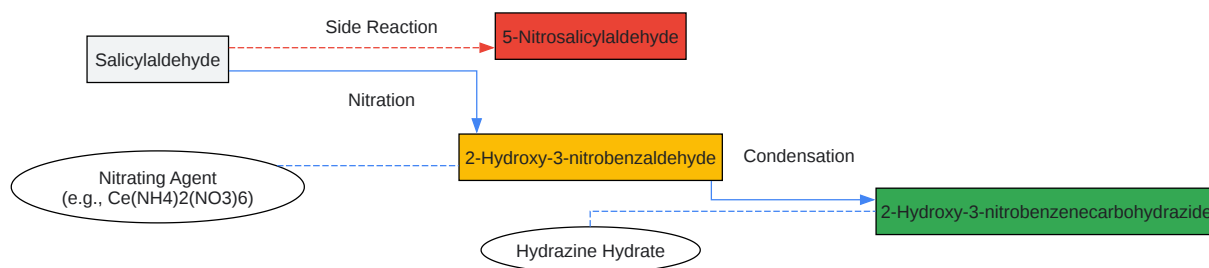 Side Reaction
5-Nitrosalicylaldehyde
Salicylaldehyde
Nitration
2-Hydroxy-3-nitrobenzaldehyde
Condensation
Nitrating Agent
(e.g., Ce(NH4)2(NO3)6)
2-Hydroxy-3-nitrobenzenecarbohydrazide
Hydrazine Hydrate